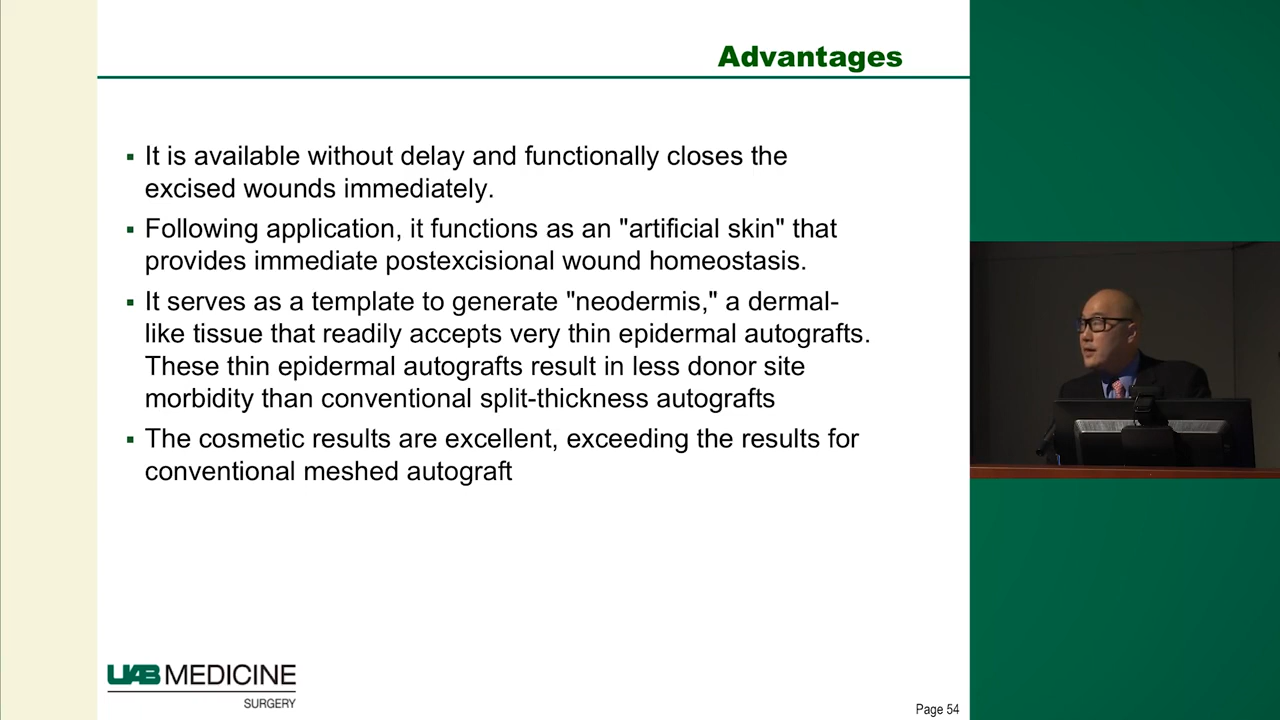 Advantages
▪ It is available without delay and functionally closes the
excised wounds immediately.
▪ Following application, it functions as an "artificial skin" that
provides immediate postexcisional wound homeostasis.
▪ It serves as a template to generate "neodermis," a dermal-
like tissue that readily accepts very thin epidermal autografts.
These thin epidermal autografts result in less donor site
morbidity than conventional split-thickness autografts
▪ The cosmetic results are excellent, exceeding the results for
conventional meshed autograft
UAB MEDICINE
SURGERY
Page 54